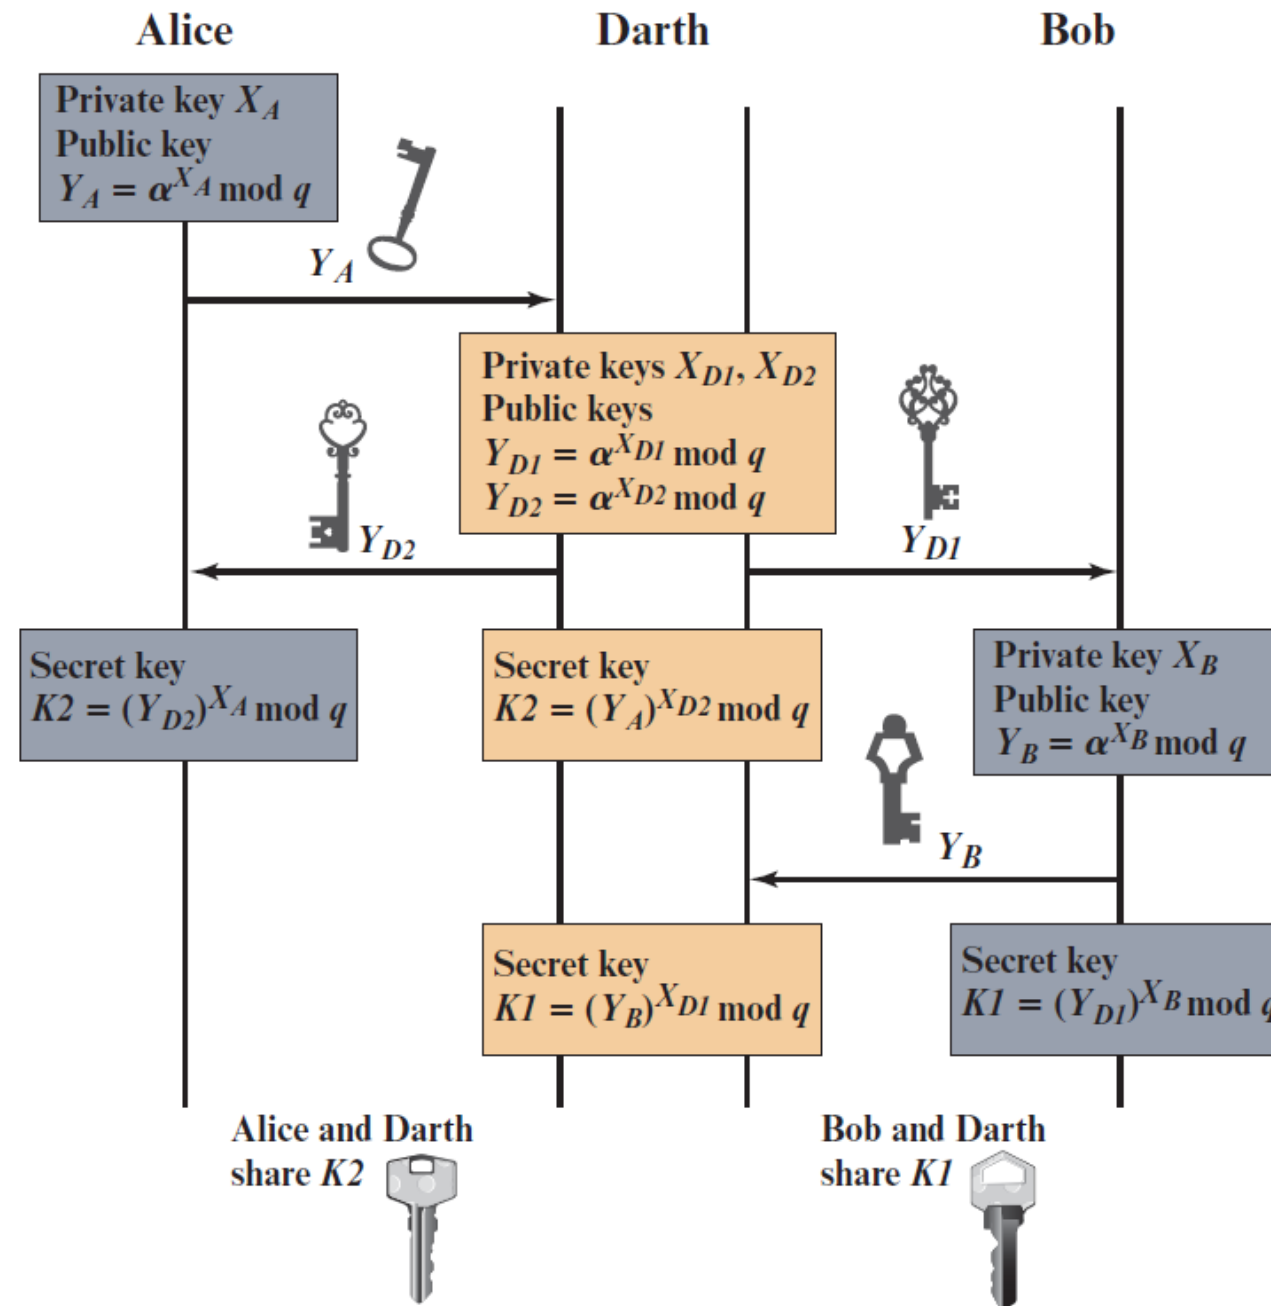 Alice
Darth
Bob
Private key X_A
Public key
Y_A = α^{X_A} mod q
Y_A
Private keys X_{D1}, X_{D2}
Public keys
Y_{D1} = α^{X_{D1}} mod q
Y_{D2} = α^{X_{D2}} mod q
Y_{D2}
Y_{D1}
Secret key
K2 = (Y_{D2})^{X_A} mod q
Secret key
K2 = (Y_A)^{X_{D2}} mod q
Private key X_B
Public key
Y_B = α^{X_B} mod q
Y_B
Secret key
K1 = (Y_B)^{X_{D1}} mod q
Secret key
K1 = (Y_{D1})^{X_B} mod q
Alice and Darth
share K2
Bob and Darth
share K1